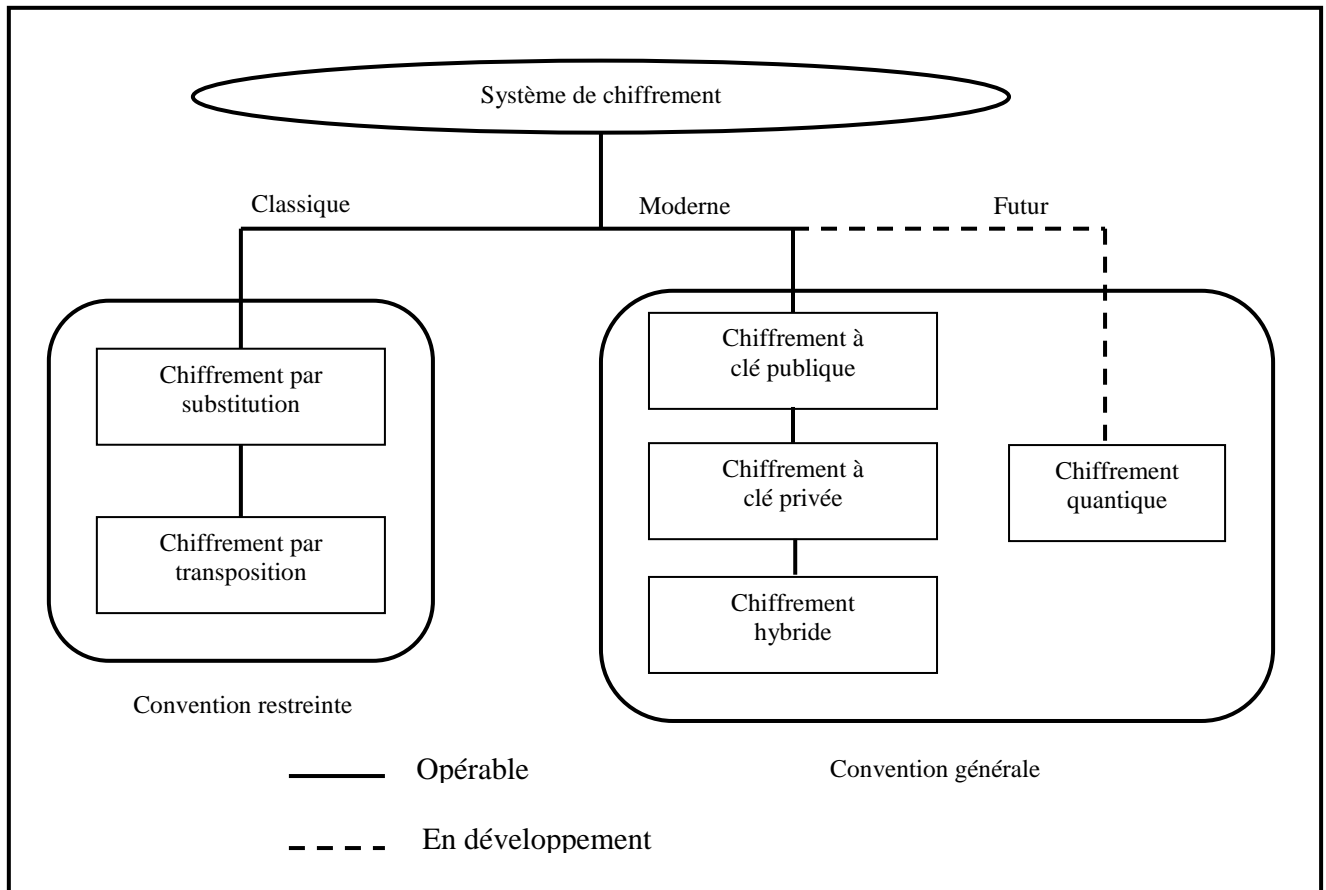 Système de chiffrement
Classique
Moderne
Futur
Chiffrement par
substitution
Chiffrement par
transposition
Convention restreinte
Chiffrement à
clé publique
Chiffrement à
clé privée
Chiffrement
hybride
Chiffrement
quantique
Convention générale
Opérable
En développement